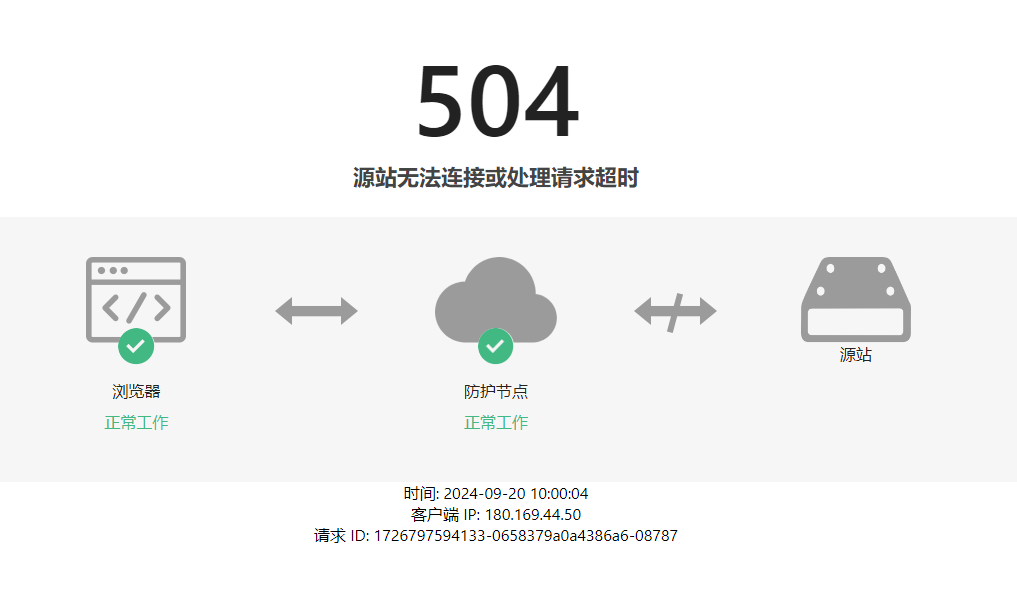 504
源站无法连接或处理请求超时
源站
浏览器
防护节点
正常工作
正常工作
时间: 2024-09-20 10:00:04
客户端 IP: 180.169.44.50
请求 ID: 1726797594133-0658379a0a4386a6-08787